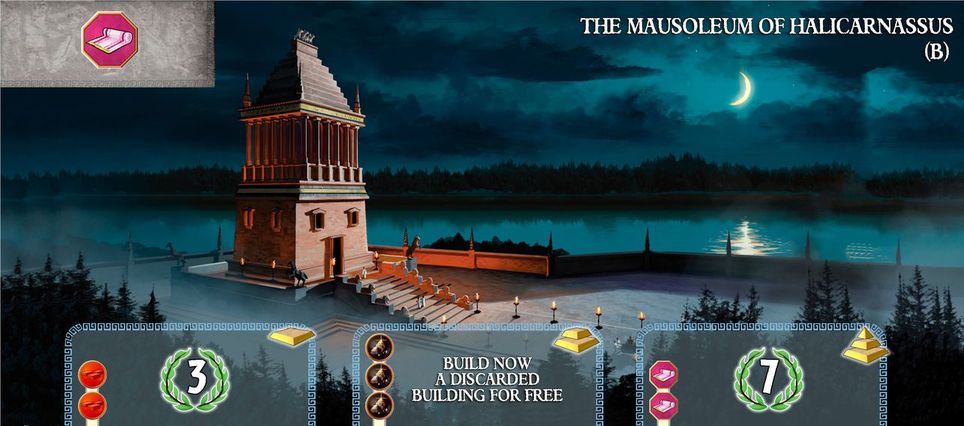 THE MAUSOLEUM OF HALICARNASSUS
(B)
3
BUILD NOW
A DISCARDED
BUILDING FOR FREE
7